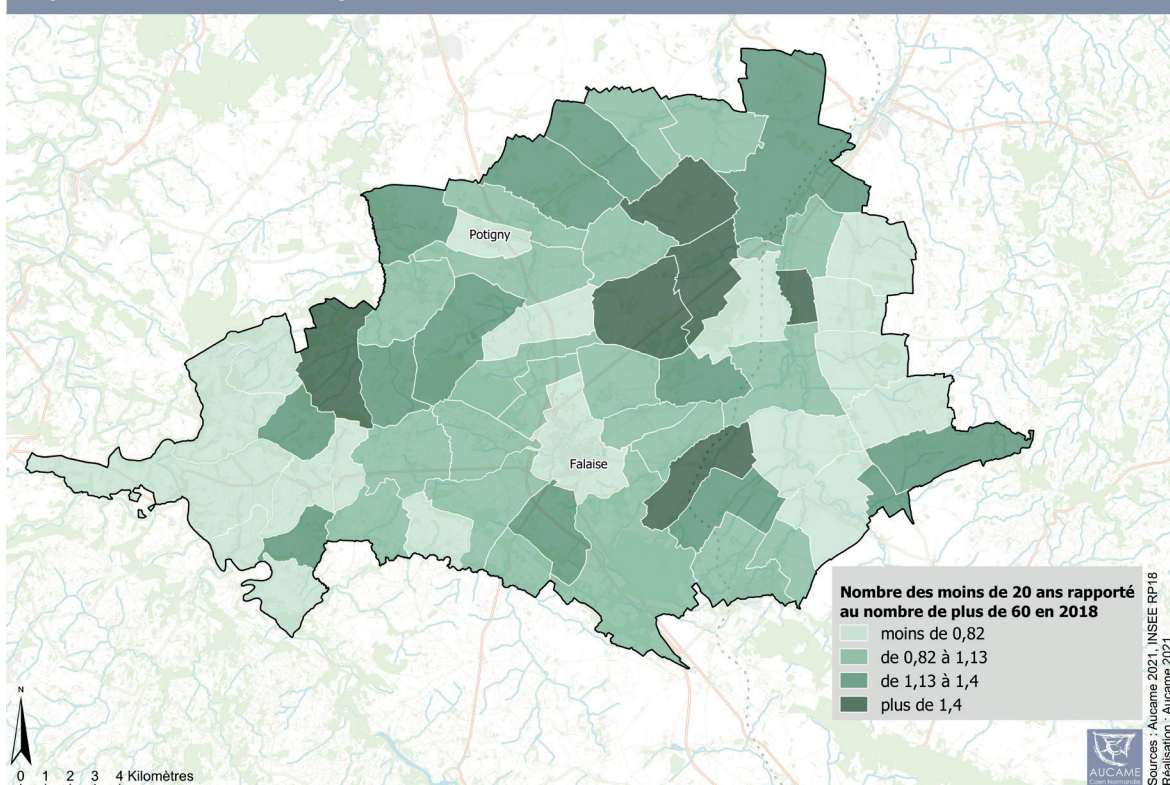 Potigny
Falaise
Nombre des moins de 20 ans rapporté
au nombre de plus de 60 en 2018
moins de 0,82
de 0,82 à 1,13
de 1,13 à 1,4
plus de 1,4
N
0 1 2 3 4 Kilomètres
AUCAME
Caen Normandie
Sources : Aucame 2021, INSEE RP18
Réalisation : Aucame 2021